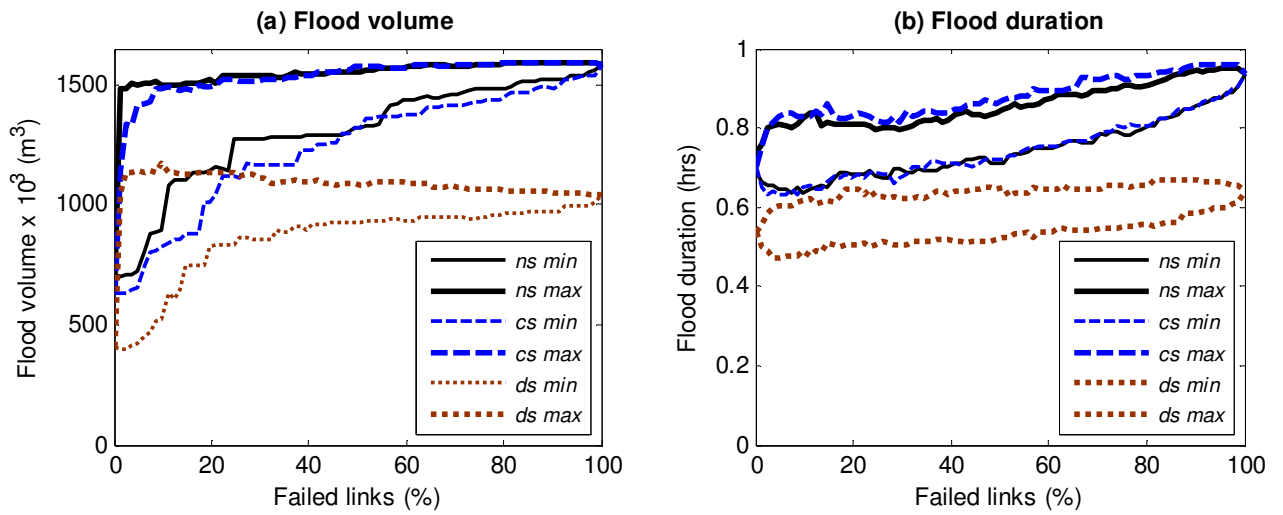 (a) Flood volume
Flood volume x 10³ (m³)
1500
1000
500
0
0 20 40 60 80 100
Failed links (%)
ns min
ns max
cs min
cs max
ds min
ds max
(b) Flood duration
Flood duration (hrs)
1
0.8
0.6
0.4
0.2
0
0 20 40 60 80 100
Failed links (%)
ns min
ns max
cs min
cs max
ds min
ds max